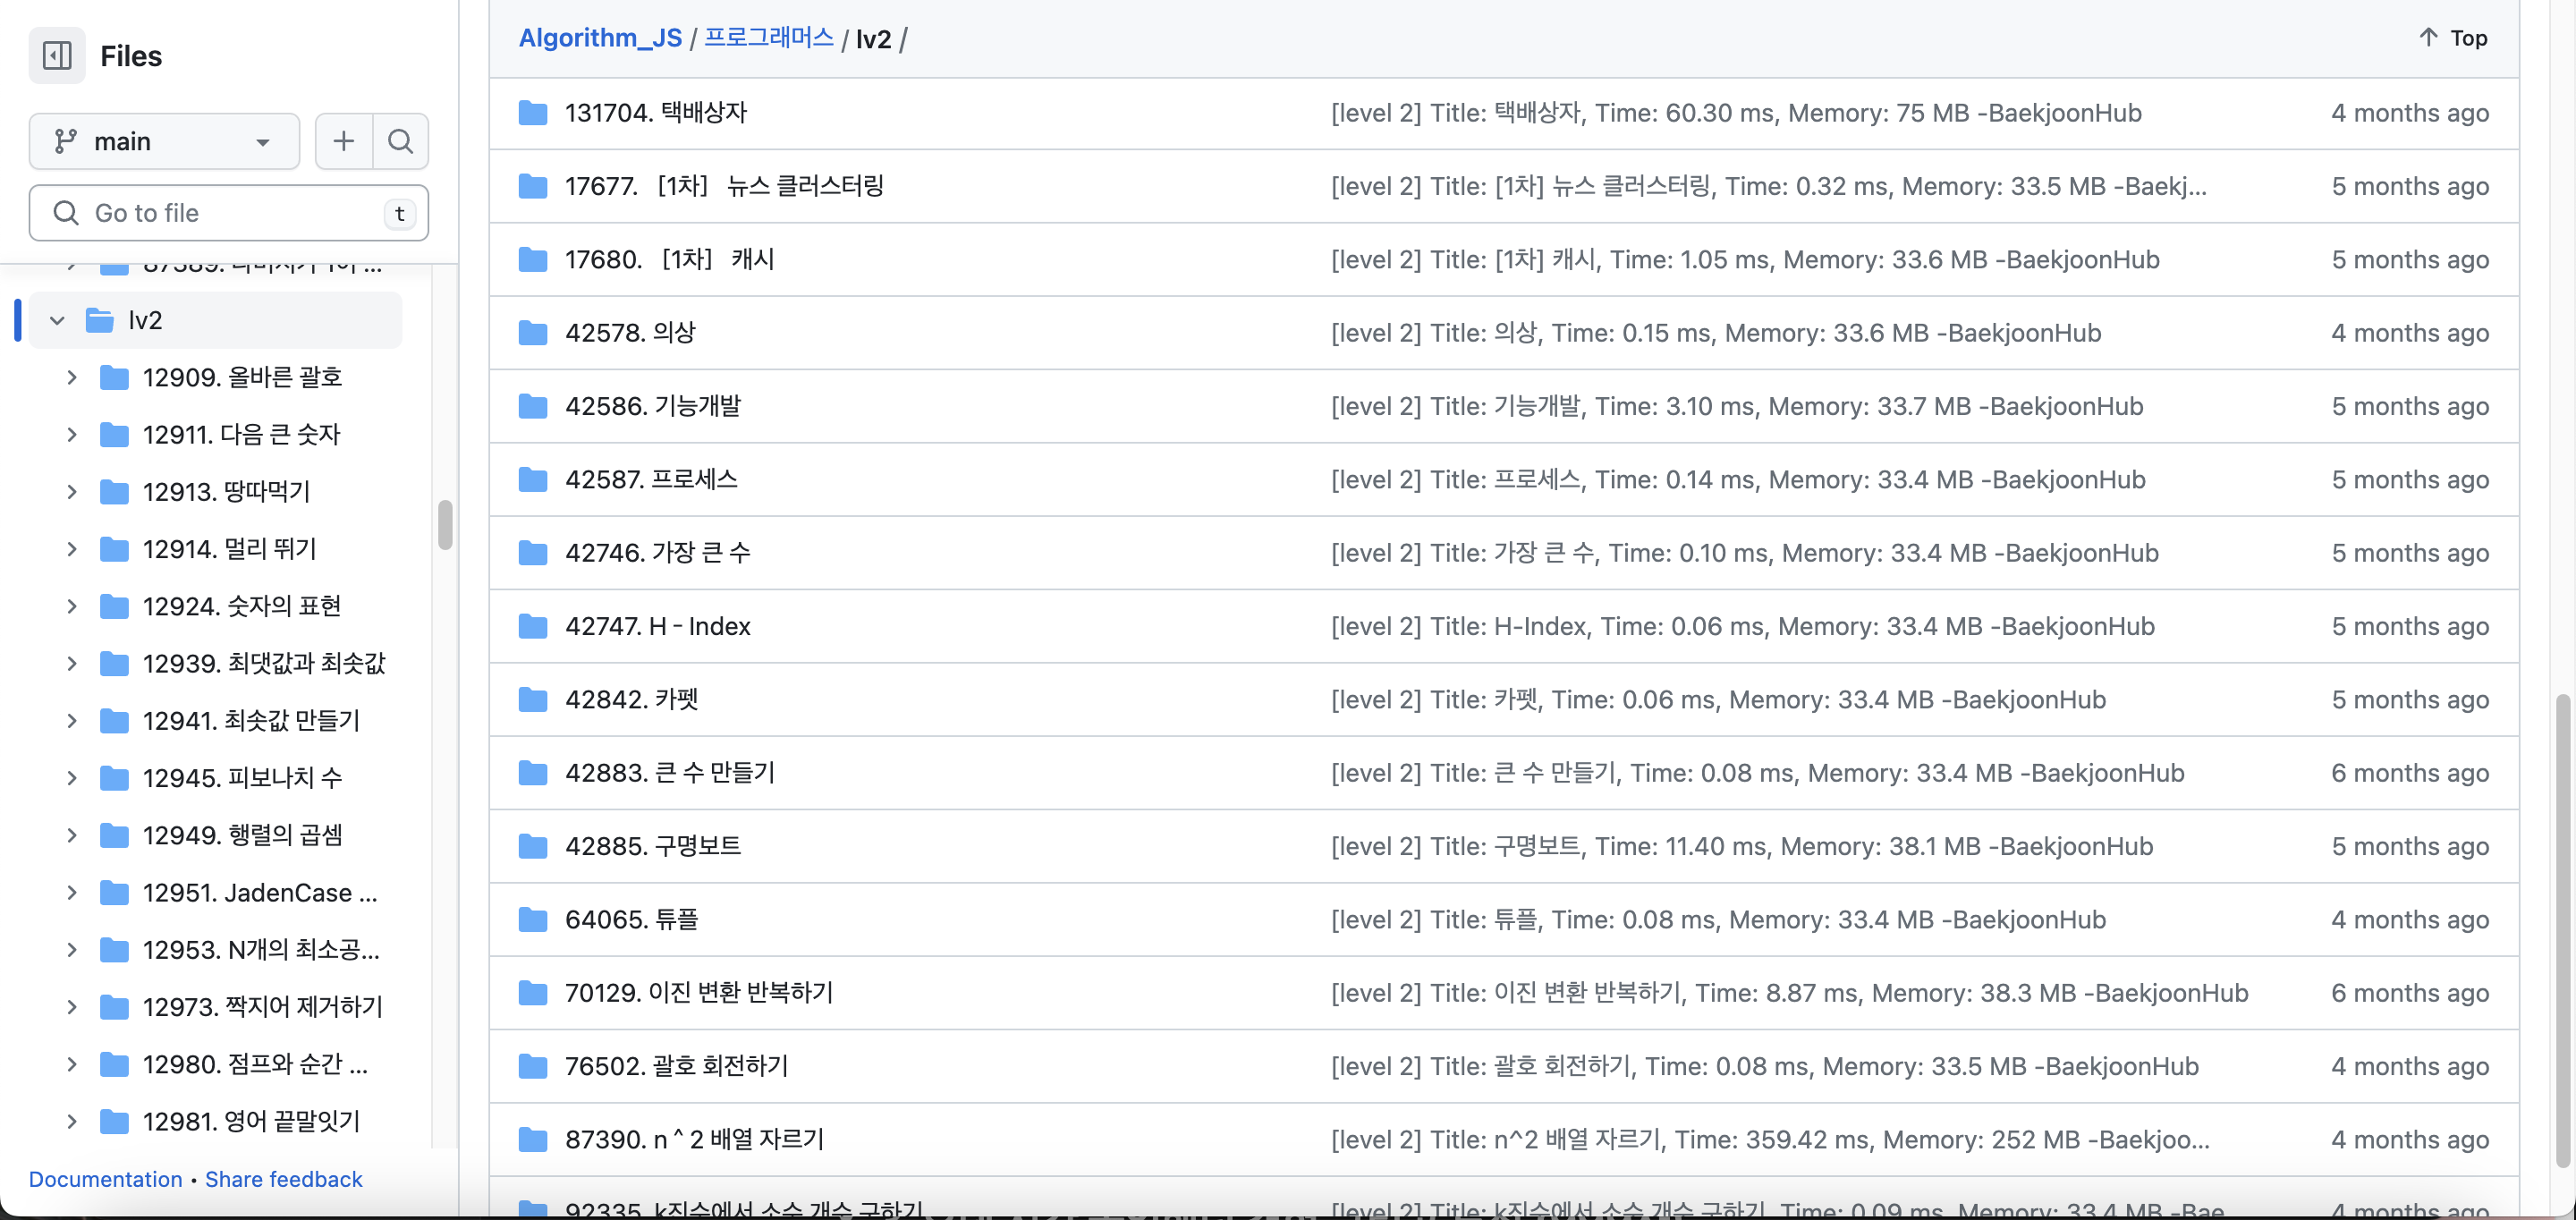 Files
main
Go to file
t
lv2
12909. 올바른 괄호
12911. 다음 큰 숫자
12913. 땅따먹기
12914. 멀리 뛰기
12924. 숫자의 표현
12939. 최댓값과 최솟값
12941. 최솟값 만들기
12945. 피보나치 수
12949. 행렬의 곱셈
12951. JadenCase ...
12953. N개의 최소공...
12973. 짝지어 제거하기
12980. 점프와 순간 ...
12981. 영어 끝말잇기
Documentation • Share feedback
Algorithm_JS / 프로그래머스 / lv2 /
Top
131704. 택배상자 [level 2] Title: 택배상자, Time: 60.30 ms, Memory: 75 MB -BaekjoonHub 4 months ago
17677. [1차] 뉴스 클러스터링 [level 2] Title: [1차] 뉴스 클러스터링, Time: 0.32 ms, Memory: 33.5 MB -Baekj... 5 months ago
17680. [1차] 캐시 [level 2] Title: [1차] 캐시, Time: 1.05 ms, Memory: 33.6 MB -BaekjoonHub 5 months ago
42578. 의상 [level 2] Title: 의상, Time: 0.15 ms, Memory: 33.6 MB -BaekjoonHub 4 months ago
42586. 기능개발 [level 2] Title: 기능개발, Time: 3.10 ms, Memory: 33.7 MB -BaekjoonHub 5 months ago
42587. 프로세스 [level 2] Title: 프로세스, Time: 0.14 ms, Memory: 33.4 MB -BaekjoonHub 5 months ago
42746. 가장 큰 수 [level 2] Title: 가장 큰 수, Time: 0.10 ms, Memory: 33.4 MB -BaekjoonHub 5 months ago
42747. H - Index [level 2] Title: H-Index, Time: 0.06 ms, Memory: 33.4 MB -BaekjoonHub 5 months ago
42842. 카펫 [level 2] Title: 카펫, Time: 0.06 ms, Memory: 33.4 MB -BaekjoonHub 5 months ago
42883. 큰 수 만들기 [level 2] Title: 큰 수 만들기, Time: 0.08 ms, Memory: 33.4 MB -BaekjoonHub 6 months ago
42885. 구명보트 [level 2] Title: 구명보트, Time: 11.40 ms, Memory: 38.1 MB -BaekjoonHub 5 months ago
64065. 튜플 [level 2] Title: 튜플, Time: 0.08 ms, Memory: 33.4 MB -BaekjoonHub 4 months ago
70129. 이진 변환 반복하기 [level 2] Title: 이진 변환 반복하기, Time: 8.87 ms, Memory: 38.3 MB -BaekjoonHub 6 months ago
76502. 괄호 회전하기 [level 2] Title: 괄호 회전하기, Time: 0.08 ms, Memory: 33.5 MB -BaekjoonHub 4 months ago
87390. n ^ 2 배열 자르기 [level 2] Title: n^2 배열 자르기, Time: 359.42 ms, Memory: 252 MB -Baekjoo... 4 months ago
92335. k진수에서 소수 개수 구하기 [level 2] Title: k진수에서 소수 개수 구하기, Time: 0.09 ms, Memory: 33.4 MB -Bae... 4 months ago